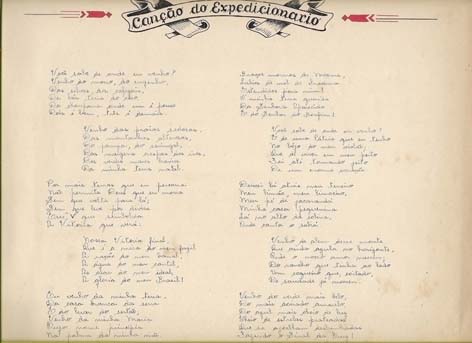 Canção do Expedicionario
Você sabe de onde eu venho?
Venho do morro, do engenho,
Das selvas, dos cafezais,
Da boa terra do côco,
Da choupana onde um é pouco
Dois é bom, três é demais.
Venho das praias sedosas,
Das montanhas alterosas,
Do pampa, do seringal,
Das margens crespas dos rios,
Dos verdes mares
Da minha terra natal.
Por mais terras que eu percorra
Não permita Deus que eu morra
Sem que volte para lá;
Sem que leve por divisa
Esse V que simboliza
A Vitoria que virá:
Nossa Vitoria final,
Que é a mira do meu fuzil
A ração do meu bornal,
A água do meu cantil,
As do meu ideal,
A gloria do meu Brasil!
Eu venho da minha terra,
Da casa branca da serra
E do luar do sertão;
Venho da minha Maria
Cujo nome principia
Na palma da minha mão.
Braços mornos de Moema,
Labios de mel de Iracema
Estendidos para mim!
Ó minha terra querida
Da Senhora Aparecida
E do Senhor do Bonfim!
Você sabe de onde eu venho?
É de uma Pátria que eu tenho
No bôjo do meu violão;
Que de viver em meu peito
Foi até tomando jeito
De um enorme coração
Deixei lá atrás meu terreiro
Meu limão, meu limoeiro,
Meu pé de jacarandá
Minha casa pequenina
Lá no alto da colina,
Onde canta o sabiá
Venho do além desse monte
Que ainda azula no horizonte,
Onde o nosso amor nasceu;
Do rancho que tinha ao lado
Um coqueiro que coitado,
De saudade já morreu.
Venho do verde mais belo,
Do mais dourado amarelo,
Do azul mais cheio de luz
Cheio de estrelas prateadas
Que se ajoelham deslumbradas
Fazendo o Sinal da Cruz!